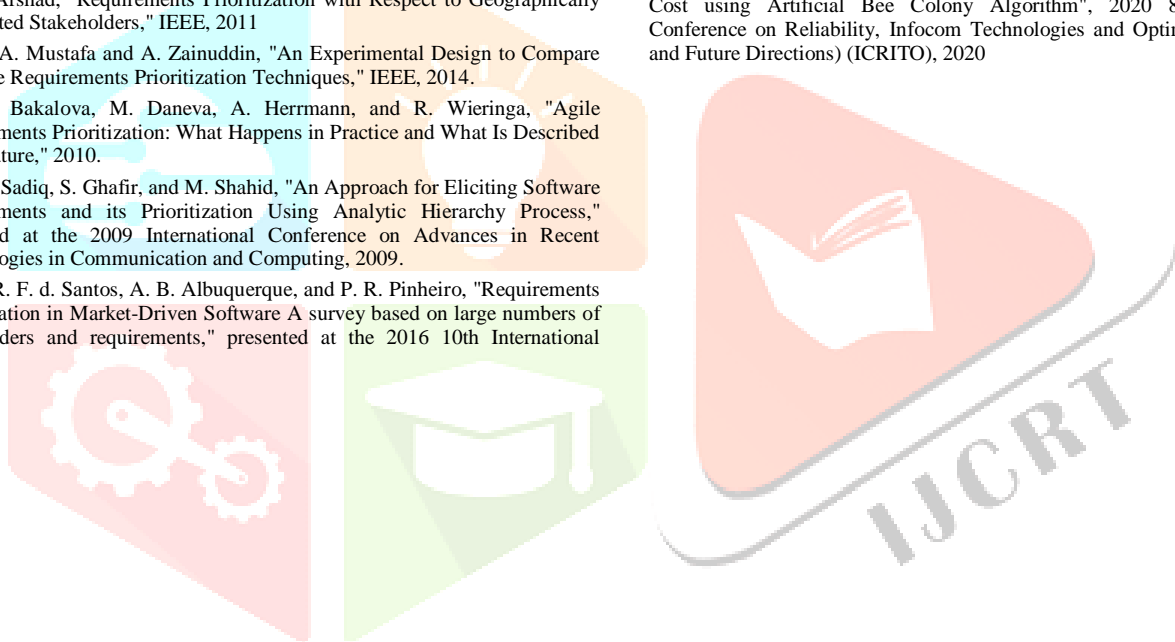 Arshad, "Requirements Prioritization with Respect to Geographically
ted Stakeholders," IEEE, 2011
A. Mustafa and A. Zainuddin, "An Experimental Design to Compare
e Requirements Prioritization Techniques," IEEE, 2014.
Bakalova, M. Daneva, A. Herrmann, and R. Wieringa, "Agile
ments Prioritization: What Happens in Practice and What Is Described
ture," 2010.
Sadiq, S. Ghafir, and M. Shahid, "An Approach for Eliciting Software
ments and its Prioritization Using Analytic Hierarchy Process,"
d at the 2009 International Conference on Advances in Recent
ogies in Communication and Computing, 2009.
R. F. d. Santos, A. B. Albuquerque, and P. R. Pinheiro, "Requirements
ation in Market-Driven Software A survey based on large numbers of
ders and requirements," presented at the 2016 10th International
Cost using Artificial Bee Colony Algorithm", 2020 8
Conference on Reliability, Infocom Technologies and Optim
and Future Directions) (ICRITO), 2020
IJCRT